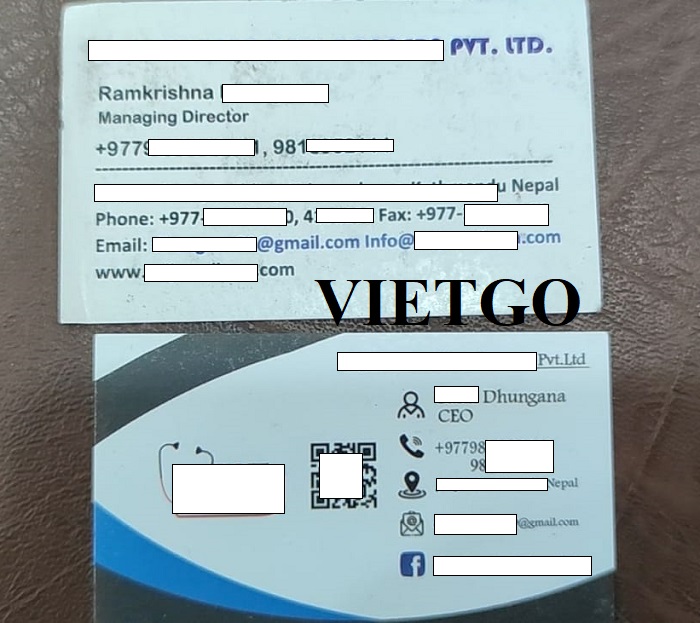 PVT. LTD.
Ramkrishna
Managing Director
+9779 1, 981
Nepal
Phone: +977- 0, 4 Fax: +977-
Email: @gmail.com Info@ .com
www. com
VIETGO
Pvt.Ltd
Dhungana
CEO
+97798
98
Nepal
@gmail.com